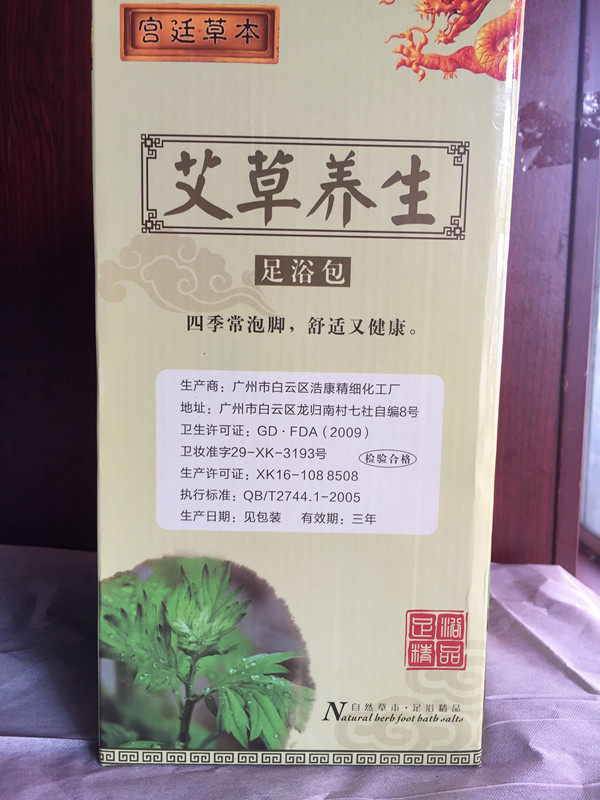 宫廷草本
艾草养生
足浴包
四季常泡脚，舒适又健康。
生产商：广州市白云区浩康精细化工厂
地址：广州市白云区龙归南村七社自编8号
卫生许可证：GD·FDA（2009）
卫妆准字29-XK-3193号
检验合格
生产许可证：XK16-108 8508
执行标准：QB/T2744.1-2005
生产日期：见包装 有效期：三年
足浴
精品
自然草本·足浴精品
Natural herb foot bath salts